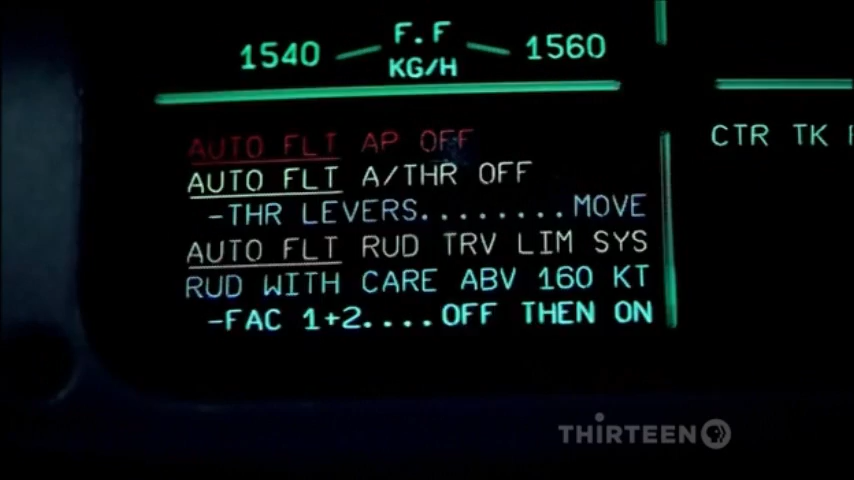 F.F
1540 1560
KG/H
AUTO FLT AP OFF
AUTO FLT A/THR OFF
-THR LEVERS........MOVE
AUTO FLT RUD TRV LIM SYS
RUD WITH CARE ABV 160 KT
-FAC 1+2....OFF THEN ON
CTR TK
THIRTEEN